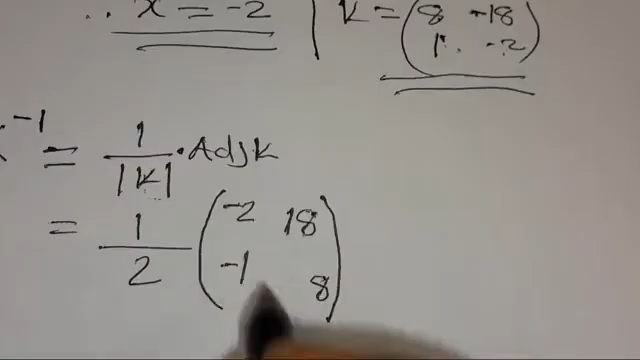 ∴ x = -2 | K = (8 -18
1 -2)
K⁻¹ = 1/|K| · Adj K
= 1/2 (-2 18
-1 8)